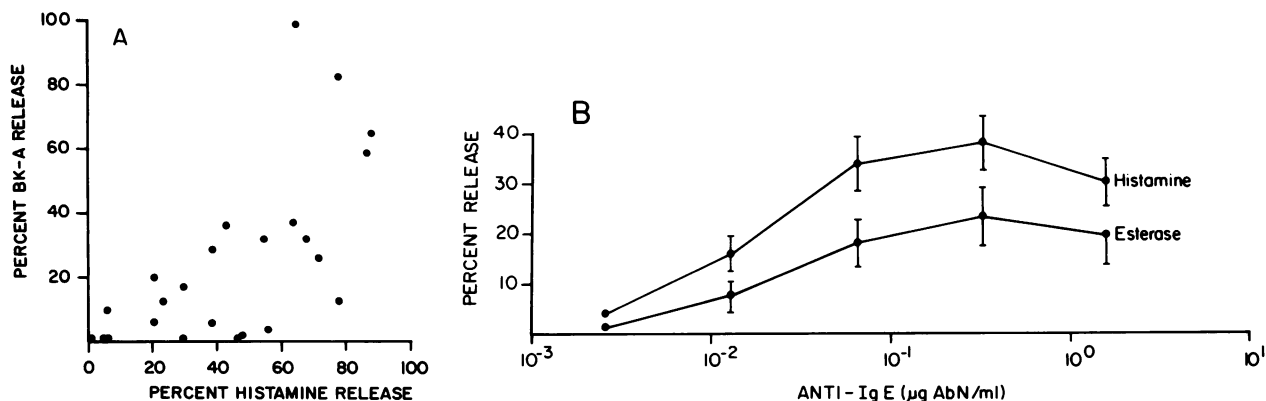 A
PERCENT BK-A RELEASE
100
80
60
40
20
0 20 40 60 80 100
PERCENT HISTAMINE RELEASE
B
PERCENT RELEASE
40
30
20
10
Histamine
Esterase
10⁻³ 10⁻² 10⁻¹ 10⁰ 10¹
ANTI-IgE (μg AbN/ml)